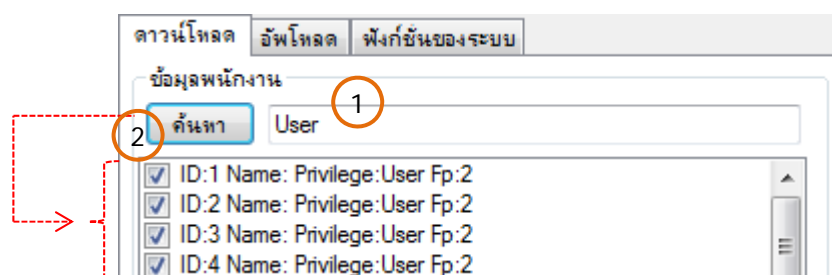 ดาวน์โหลด อัพโหลด ฟังก์ชั่นของระบบ
ข้อมูลพนักงาน
1
2 ค้นหา User
ID:1 Name: Privilege:User Fp:2
ID:2 Name: Privilege:User Fp:2
ID:3 Name: Privilege:User Fp:2
ID:4 Name: Privilege:User Fp:2